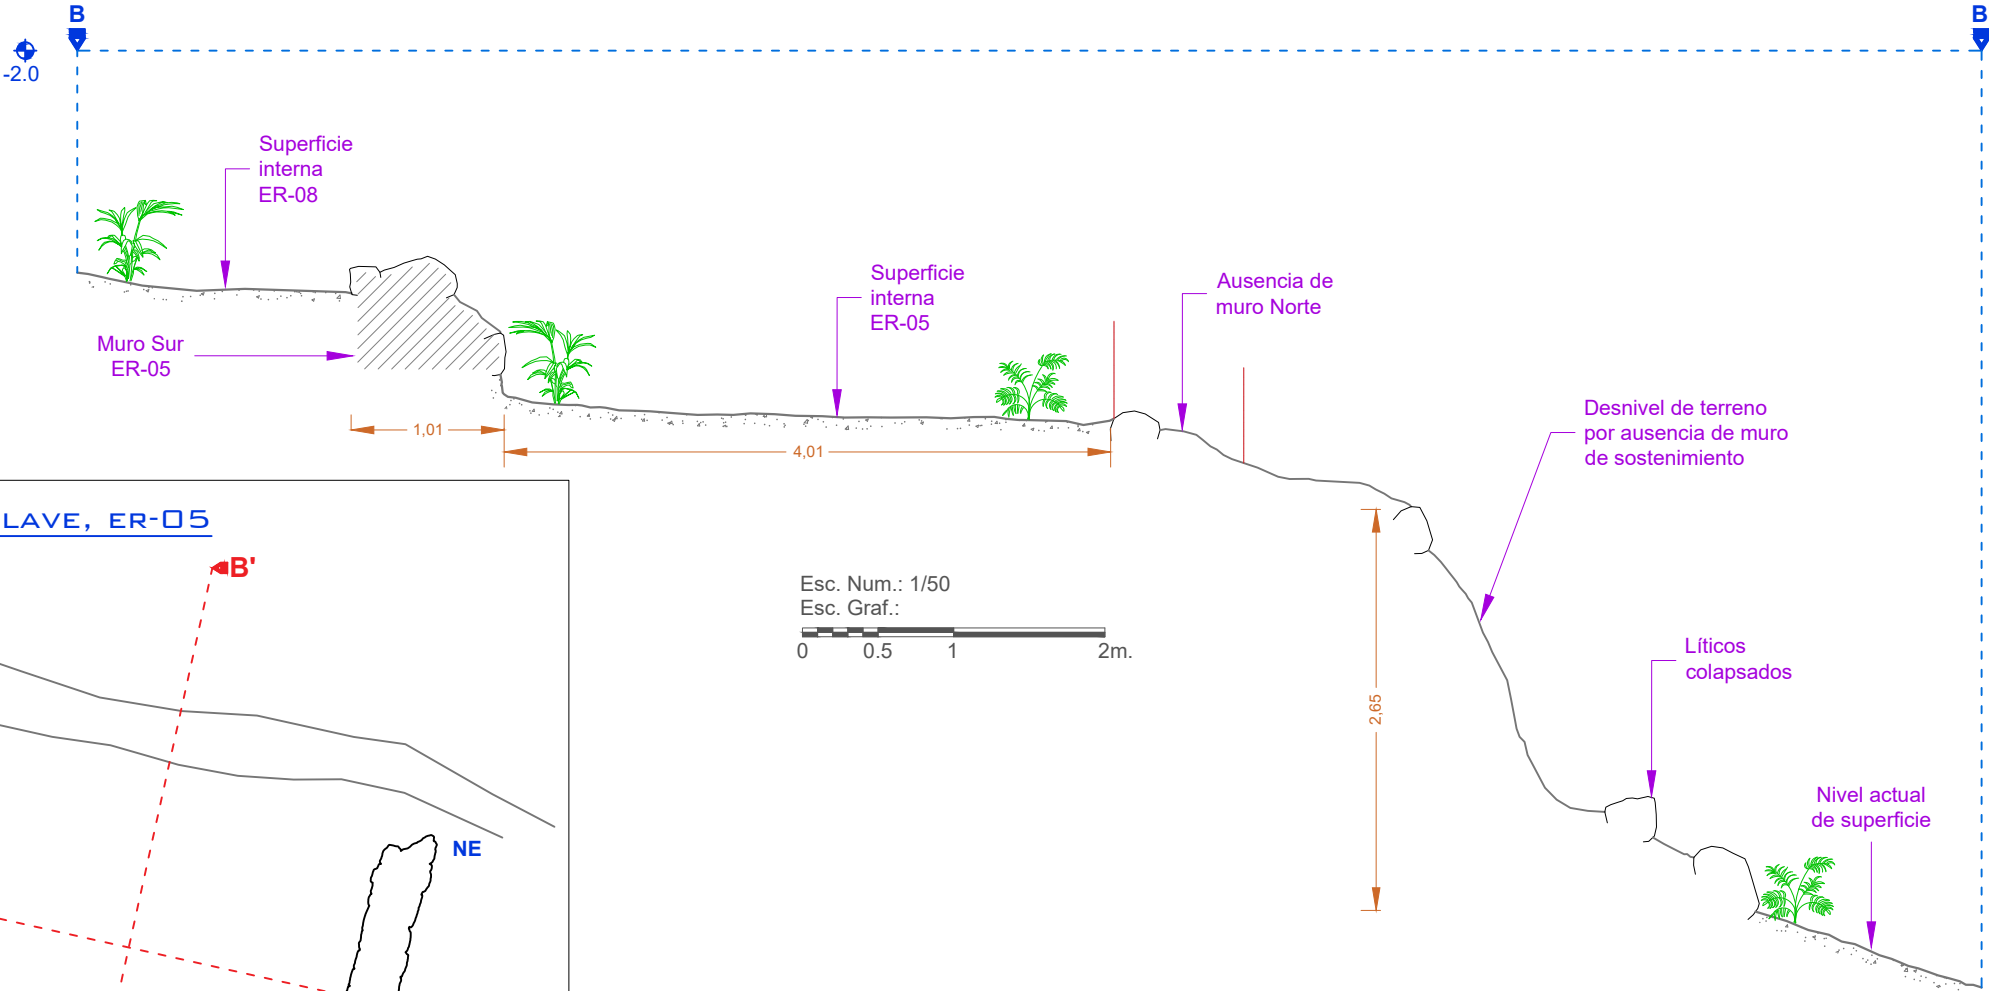 B
B
-2.0
Superficie
interna
ER-08
Superficie
interna
ER-05
Ausencia de
muro Norte
Muro Sur
ER-05
Desnivel de terreno
por ausencia de muro
de sostenimiento
1,01
4,01
LAVE, ER-05
B'
Esc. Num.: 1/50
Esc. Graf.:
0 0.5 1 2m.
2,65
Líticos
colapsados
Nivel actual
de superficie
NE